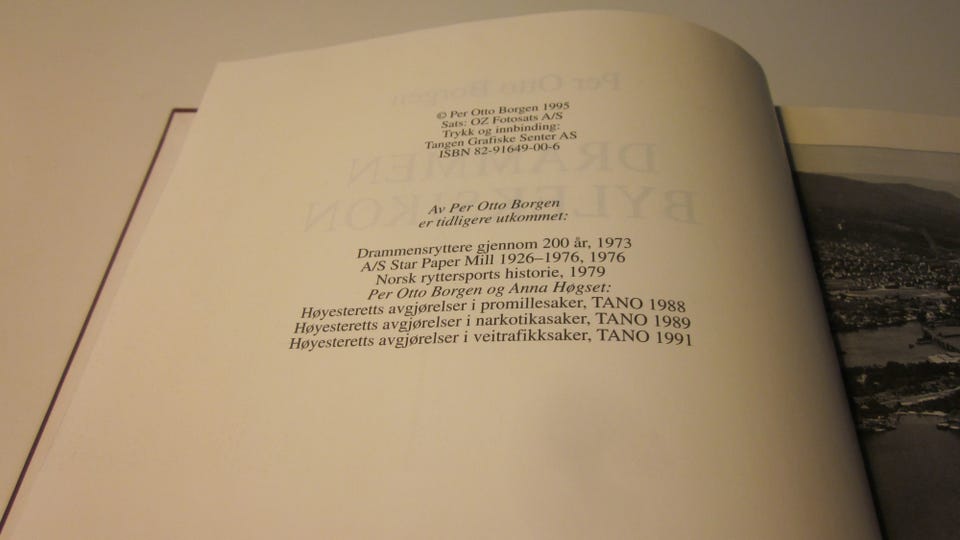 © Per Otto Borgen 1995
Sats: OZ Fotosats A/S
Trykk og innbinding:
Tangen Grafiske Senter AS
ISBN 82-91649-00-6
Av Per Otto Borgen
er tidligere utkommet:
Drammensryttere gjennom 200 år, 1973
A/S Star Paper Mill 1926–1976, 1976
Norsk ryttersports historie, 1979
Per Otto Borgen og Anna Høgset:
Høyesteretts avgjørelser i promillesaker, TANO 1988
Høyesteretts avgjørelser i narkotikasaker, TANO 1989
Høyesteretts avgjørelser i veitrafikksaker, TANO 1991